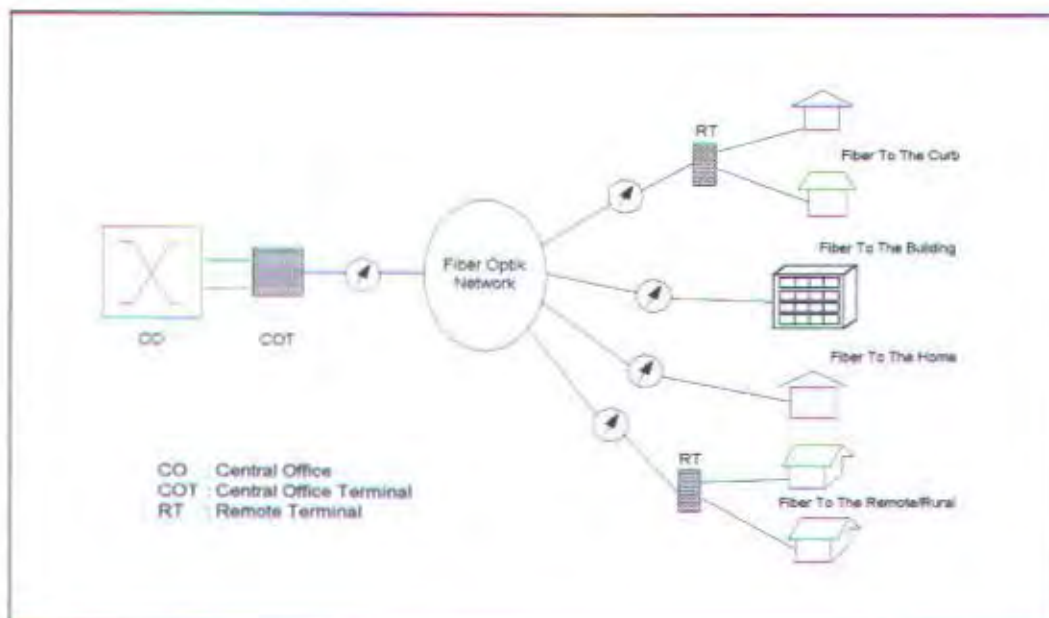 RT
Fiber To The Curb
Fiber To The Building
Fiber Optik
Network
CO
COT
Fiber To The Home
RT
Fiber To The Remote/Rural
CO : Central Office
COT : Central Office Terminal
RT : Remote Terminal